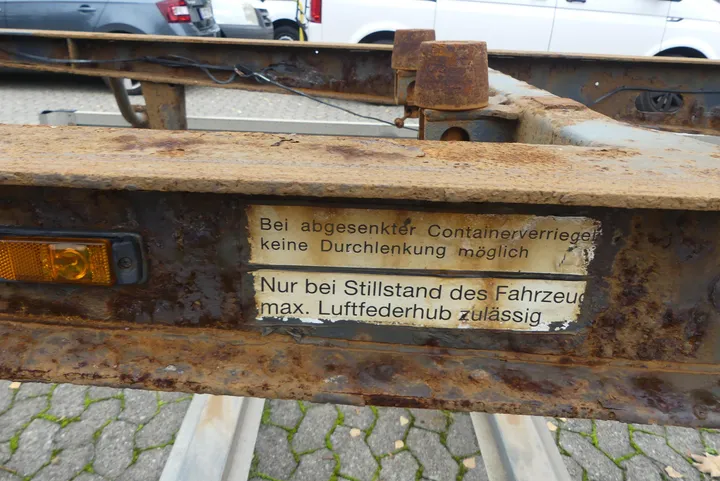 Bei abgesenkter Containerverriegel
keine Durchlenkung möglich
Nur bei Stillstand des Fahrzeug
max. Luftfederhub zulässig